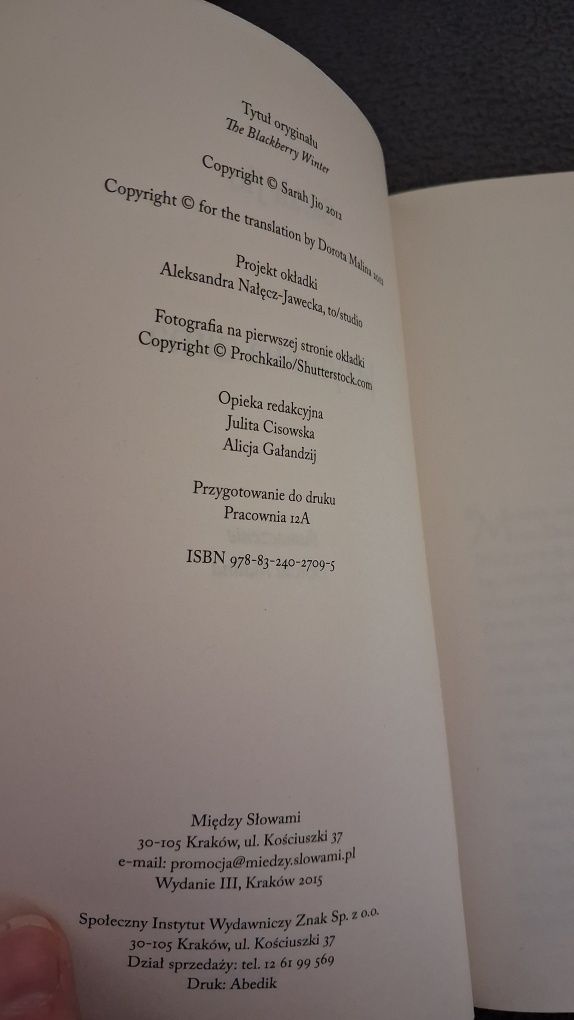 Tytuł oryginału
The Blackberry Winter
Copyright © Sarah Jio 2012
Copyright © for the translation by Dorota Malina 2012
Projekt okładki
Aleksandra Nałęcz-Jawecka, to/studio
Fotografia na pierwszej stronie okładki
Copyright © Prochkailo/Shutterstock.com
Opieka redakcyjna
Julita Cisowska
Alicja Gałandzij
Przygotowanie do druku
Pracownia 12A
ISBN 978-83-240-2709-5
Między Słowami
30-105 Kraków, ul. Kościuszki 37
e-mail: promocja@miedzy.slowami.pl
Wydanie III, Kraków 2015
Społeczny Instytut Wydawniczy Znak Sp. z o.o.
30-105 Kraków, ul. Kościuszki 37
Dział sprzedaży: tel. 12 61 99 569
Druk: Abedik